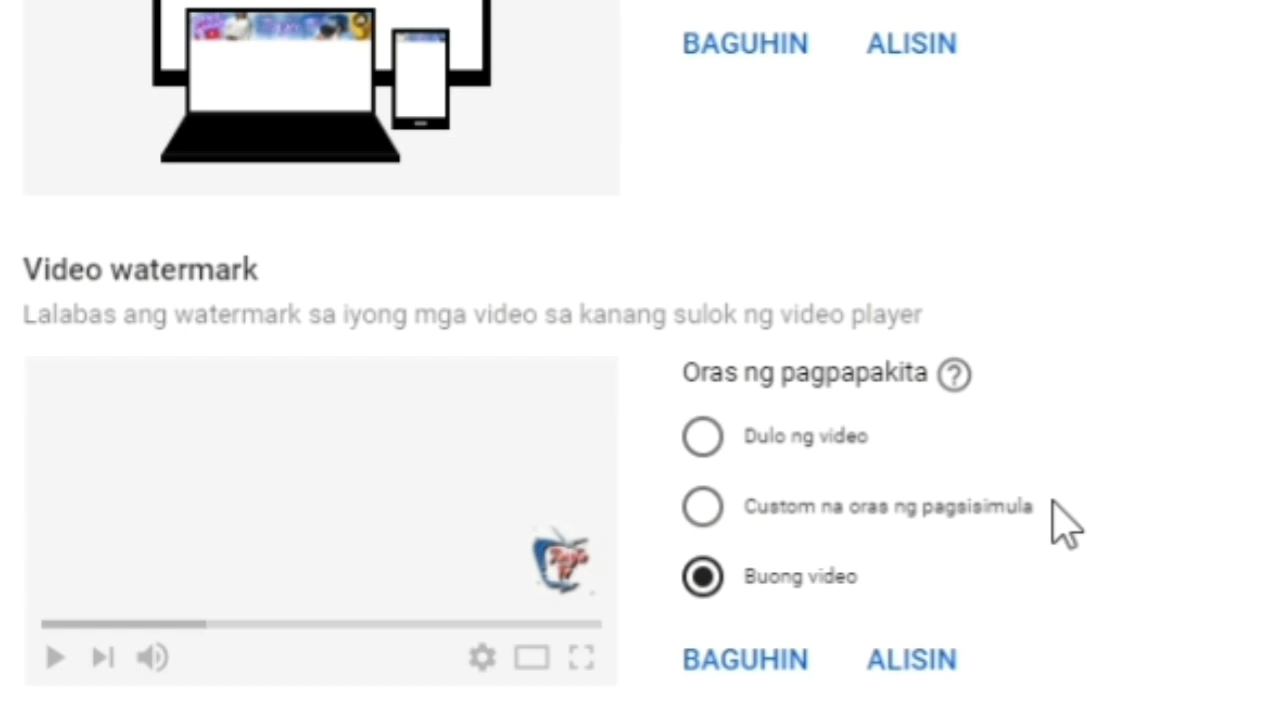 BAGUHIN ALISIN
Video watermark
Lalabas ang watermark sa iyong mga video sa kanang sulok ng video player
Oras ng pagpapakita
Dulo ng video
Custom na oras ng pagsisimula
Buong video
BAGUHIN ALISIN